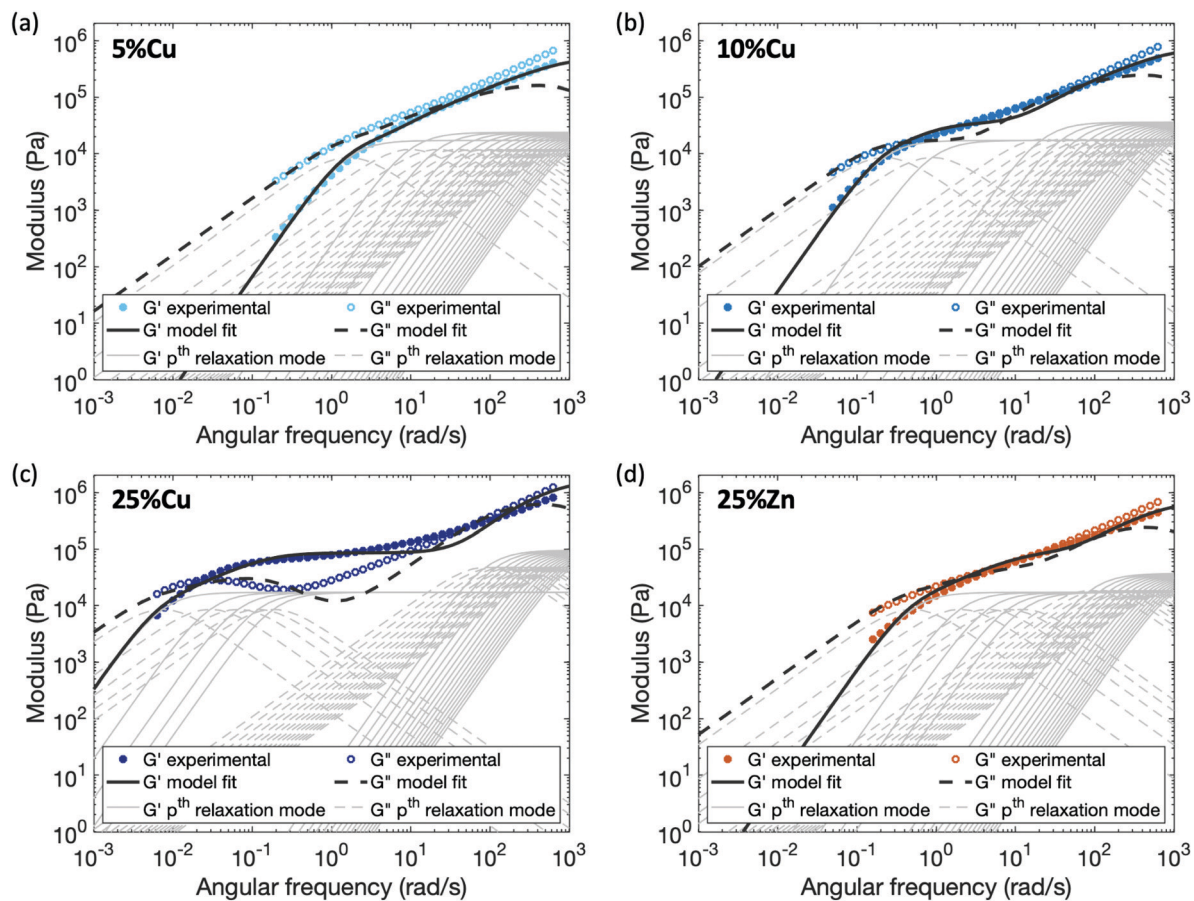 (a)
5%Cu
10⁶
10⁵
10⁴
10³
10²
10¹
10⁰
Modulus (Pa)
G' experimental
G" experimental
G' model fit
G" model fit
G' pᵗʰ relaxation mode
G" pᵗʰ relaxation mode
10⁻³ 10⁻² 10⁻¹ 10⁰ 10¹ 10² 10³
Angular frequency (rad/s)
(b)
10%Cu
10⁶
10⁵
10⁴
10³
10²
10¹
10⁰
Modulus (Pa)
G' experimental
G" experimental
G' model fit
G" model fit
G' pᵗʰ relaxation mode
G" pᵗʰ relaxation mode
10⁻³ 10⁻² 10⁻¹ 10⁰ 10¹ 10² 10³
Angular frequency (rad/s)
(c)
25%Cu
10⁶
10⁵
10⁴
10³
10²
10¹
10⁰
Modulus (Pa)
G' experimental
G" experimental
G' model fit
G" model fit
G' pᵗʰ relaxation mode
G" pᵗʰ relaxation mode
10⁻³ 10⁻² 10⁻¹ 10⁰ 10¹ 10² 10³
Angular frequency (rad/s)
(d)
25%Zn
10⁶
10⁵
10⁴
10³
10²
10¹
10⁰
Modulus (Pa)
G' experimental
G" experimental
G' model fit
G" model fit
G' pᵗʰ relaxation mode
G" pᵗʰ relaxation mode
10⁻³ 10⁻² 10⁻¹ 10⁰ 10¹ 10² 10³
Angular frequency (rad/s)